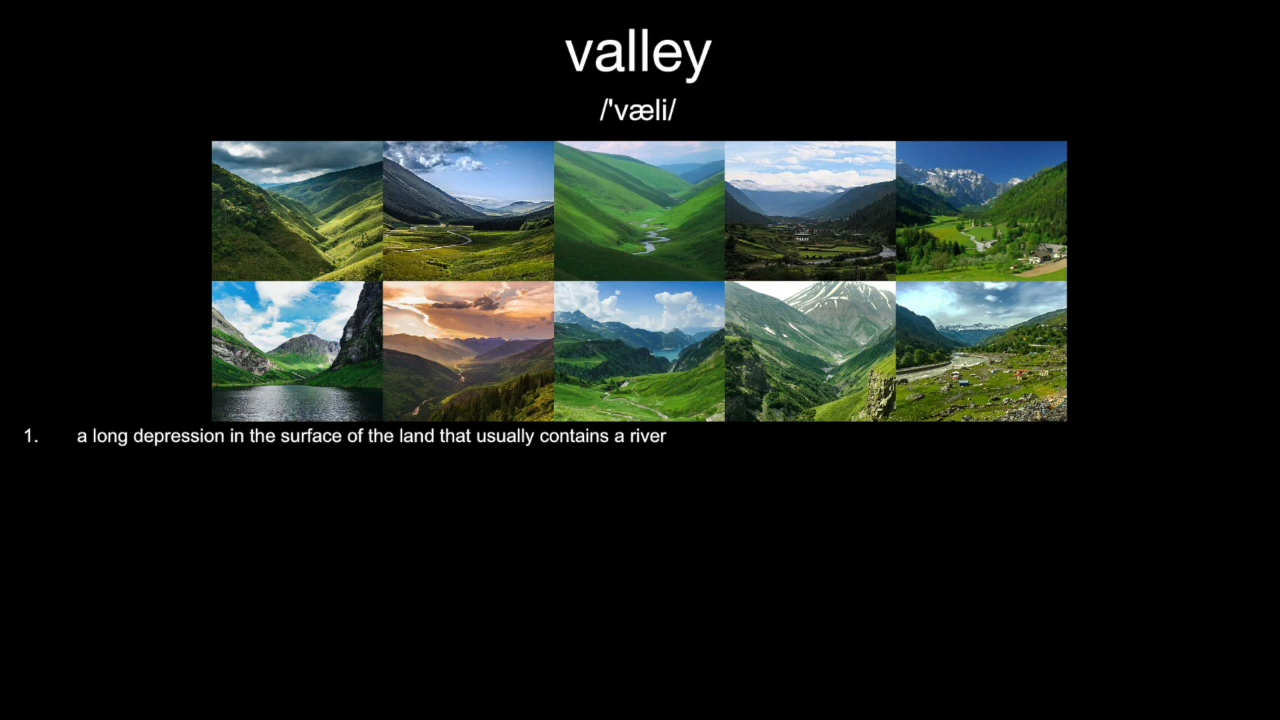 valley
/'væli/
1. a long depression in the surface of the land that usually contains a river